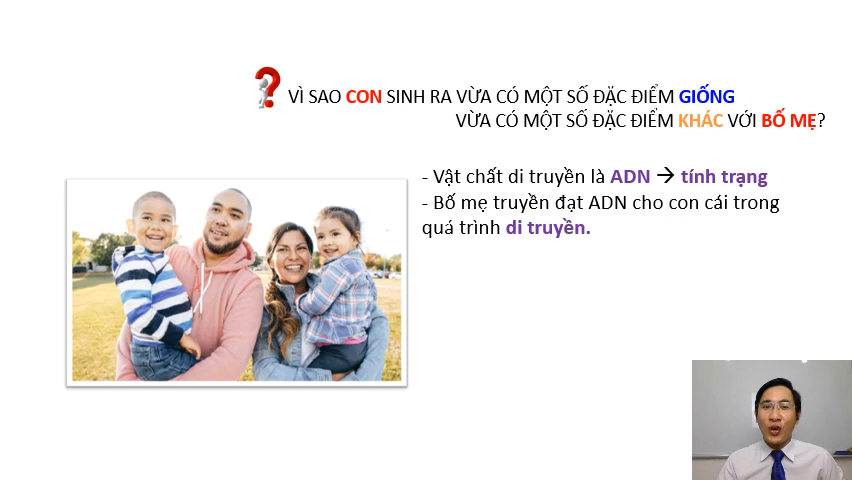 VÌ SAO CON SINH RA VỪA CÓ MỘT SỐ ĐẶC ĐIỂM GIỐNG
VỪA CÓ MỘT SỐ ĐẶC ĐIỂM KHÁC VỚI BỐ MẸ?
- Vật chất di truyền là ADN → tính trạng
- Bố mẹ truyền đạt ADN cho con cái trong
quá trình di truyền.